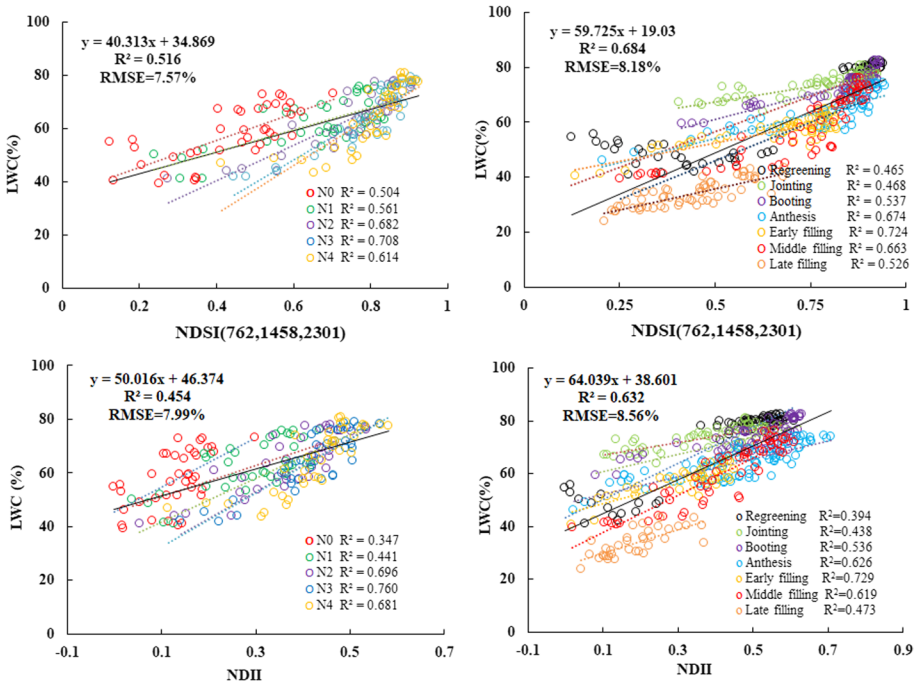 100
80
60
40
20
0
LWC(%)
y = 40.313x + 34.869
R² = 0.516
RMSE=7.57%
N0 R² = 0.504
N1 R² = 0.561
N2 R² = 0.682
N3 R² = 0.708
N4 R² = 0.614
0 0.2 0.4 0.6 0.8 1
NDSI(762,1458,2301)
100
80
60
40
20
0
LWC(%)
y = 59.725x + 19.03
R² = 0.684
RMSE=8.18%
Regreening R² = 0.465
Jointing R² = 0.468
Booting R² = 0.537
Anthesis R² = 0.674
Early filling R² = 0.724
Middle filling R² = 0.663
Late filling R² = 0.526
0 0.25 0.5 0.75 1
NDSI(762,1458,2301)
100
80
60
40
20
0
LWC (%)
y = 50.016x + 46.374
R² = 0.454
RMSE=7.99%
N0 R² = 0.347
N1 R² = 0.441
N2 R² = 0.696
N3 R² = 0.760
N4 R² = 0.681
-0.1 0.1 0.3 0.5 0.7
NDII
100
80
60
40
20
0
LWC(%)
y = 64.039x + 38.601
R² = 0.632
RMSE=8.56%
Regreening R²=0.394
Jointing R²=0.438
Booting R²=0.536
Anthesis R²=0.626
Early filling R²=0.729
Middle filling R²=0.619
Late filling R²=0.473
-0.1 0.1 0.3 0.5 0.7 0.9
NDII